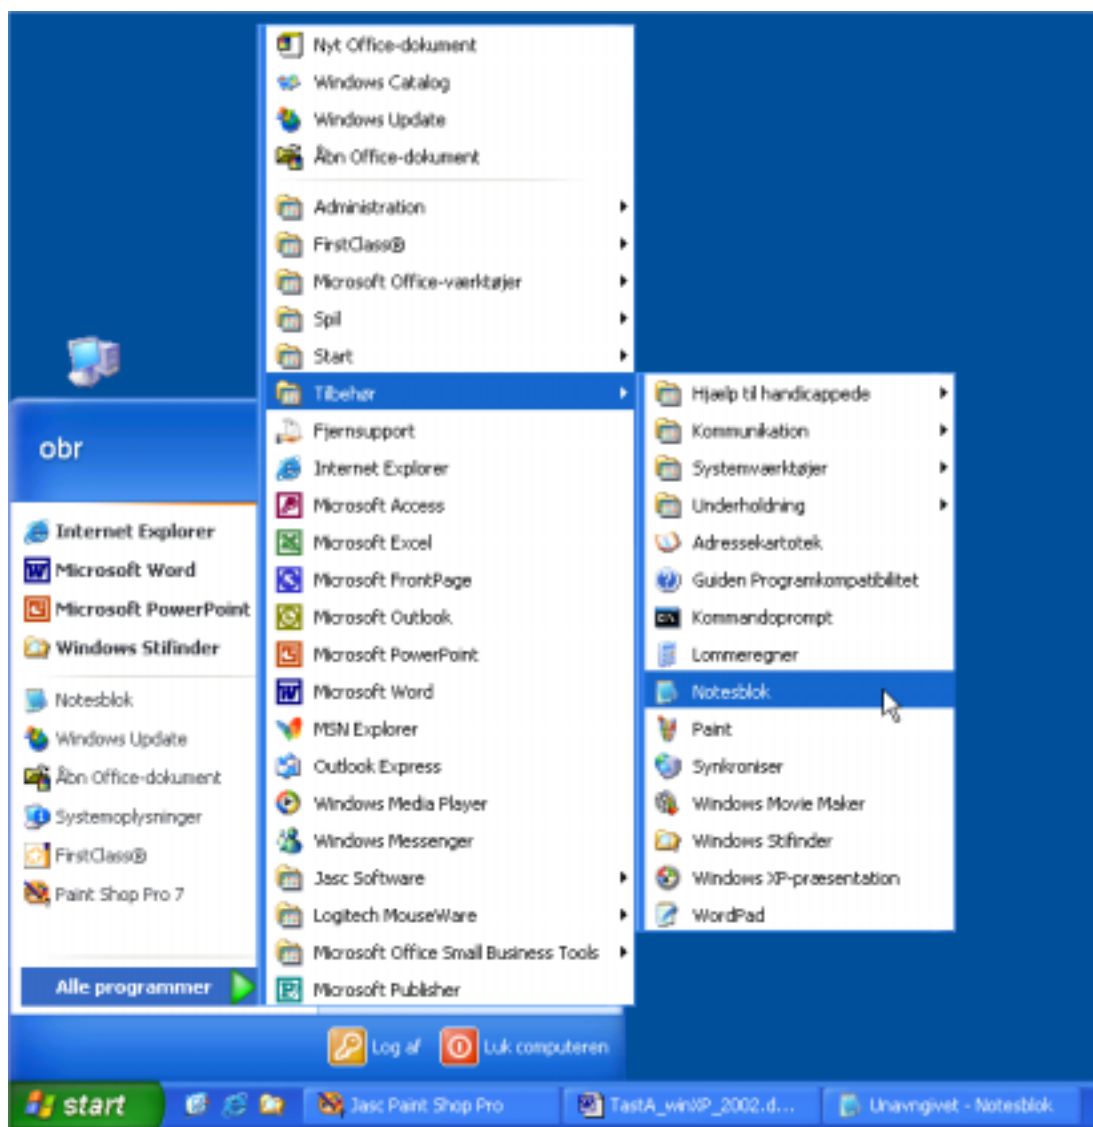 Nyt Office-dokument
Windows Catalog
Windows Update
Åbn Office-dokument
Administration
FirstClass®
Microsoft Office-værktøjer
Spil
Start
Tilbehør
Fjernsupport
Internet Explorer
Microsoft Access
Microsoft Excel
Microsoft FrontPage
Microsoft Outlook
Microsoft PowerPoint
Microsoft Word
MSN Explorer
Outlook Express
Windows Media Player
Windows Messenger
Jasc Software
Logitech MouseWare
Microsoft Office Small Business Tools
Microsoft Publisher
Hjælp til handicappede
Kommunikation
Systemværktøjer
Underholdning
Adressekartotek
Guiden Programkompatibilitet
Kommandoprompt
Lommeregner
Notesblok
Paint
Synkroniser
Windows Movie Maker
Windows Stifinder
Windows XP-præsentation
WordPad
obr
Internet Explorer
Microsoft Word
Microsoft PowerPoint
Windows Stifinder
Notesblok
Windows Update
Åbn Office-dokument
Systemoplysninger
FirstClass®
Paint Shop Pro 7
Alle programmer
Log af
Luk computeren
start
Jasc Paint Shop Pro
TastA_winXP_2002.d...
Unavngivet - Notesblok